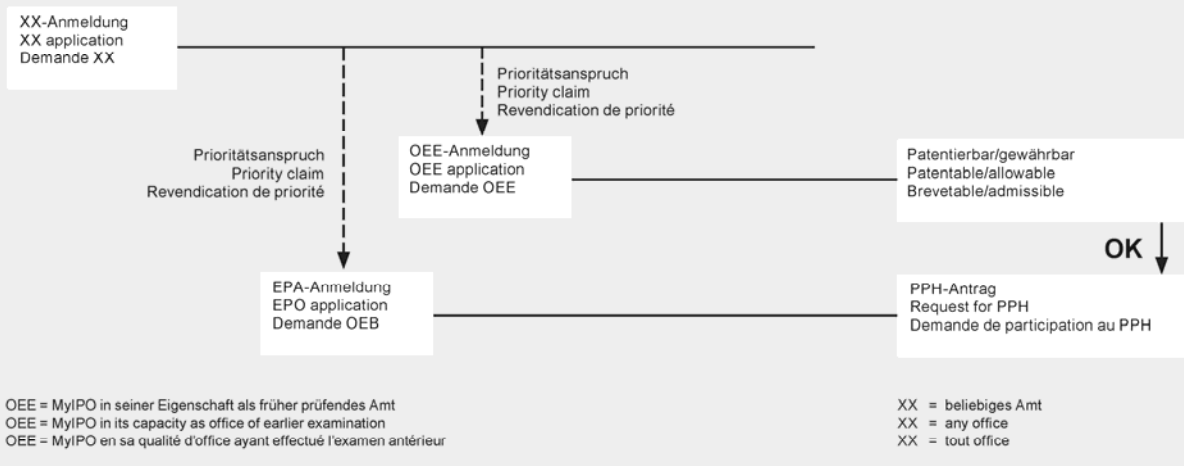 XX-Anmeldung
XX application
Demande XX
Prioritätsanspruch
Priority claim
Revendication de priorité
Prioritätsanspruch
Priority claim
Revendication de priorité
OEE-Anmeldung
OEE application
Demande OEE
Patentierbar/gewährbar
Patentable/allowable
Brevetable/admissible
OK
EPA-Anmeldung
EPO application
Demande OEB
PPH-Antrag
Request for PPH
Demande de participation au PPH
OEE = MyIPO in seiner Eigenschaft als früher prüfendes Amt
OEE = MyIPO in its capacity as office of earlier examination
OEE = MyIPO en sa qualité d'office ayant effectué l'examen antérieur
XX = beliebiges Amt
XX = any office
XX = tout office